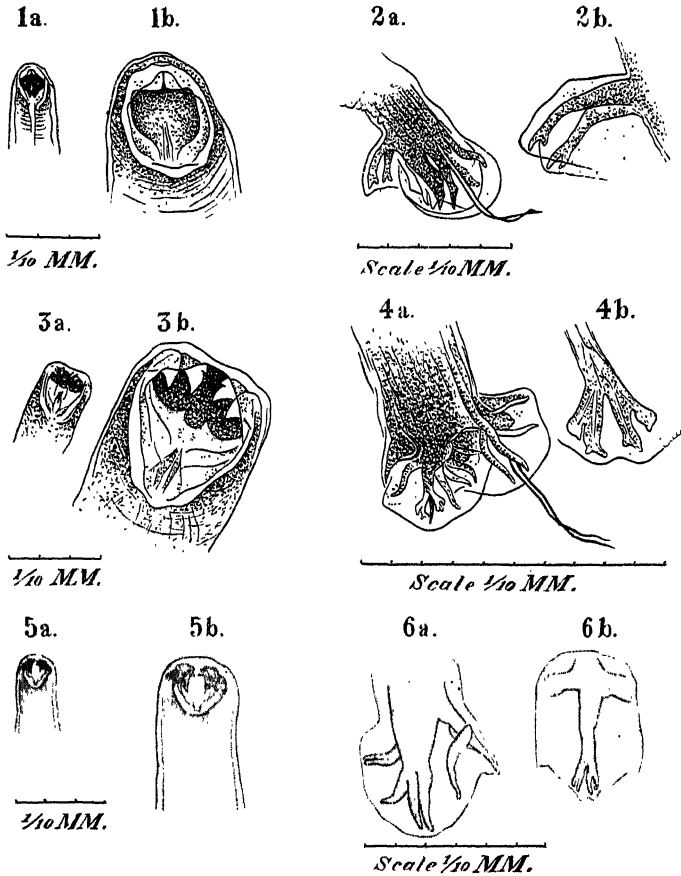 1a. 1b. 2a. 2b.
1/10 MM. Scale 1/10 MM.
3a. 3b. 4a. 4b.
1/10 MM. Scale 1/10 MM.
5a. 5b. 6a. 6b.
1/10 MM. Scale 1/10 MM.